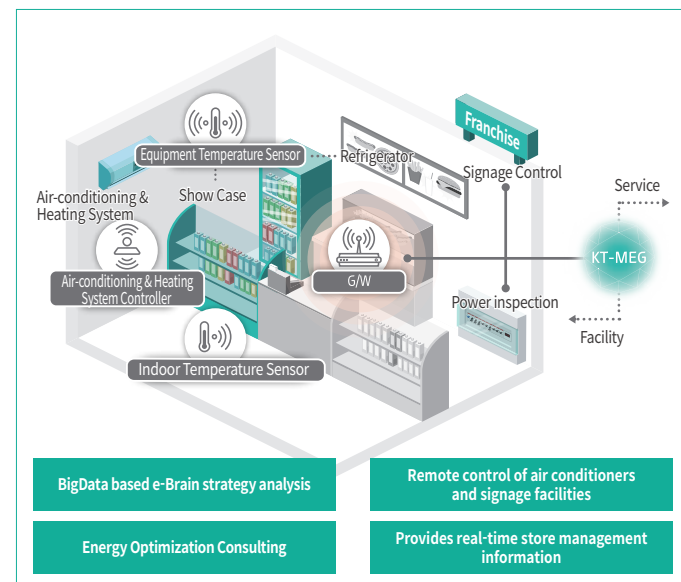 Franchise
Equipment Temperature Sensor
Refrigerator
Signage Control
Air-conditioning &
Heating System
Show Case
Service
KT-MEG
Air-conditioning & Heating
System Controller
G/W
Power inspection
Facility
Indoor Temperature Sensor
BigData based e-Brain strategy analysis
Remote control of air conditioners
and signage facilities
Energy Optimization Consulting
Provides real-time store management
information